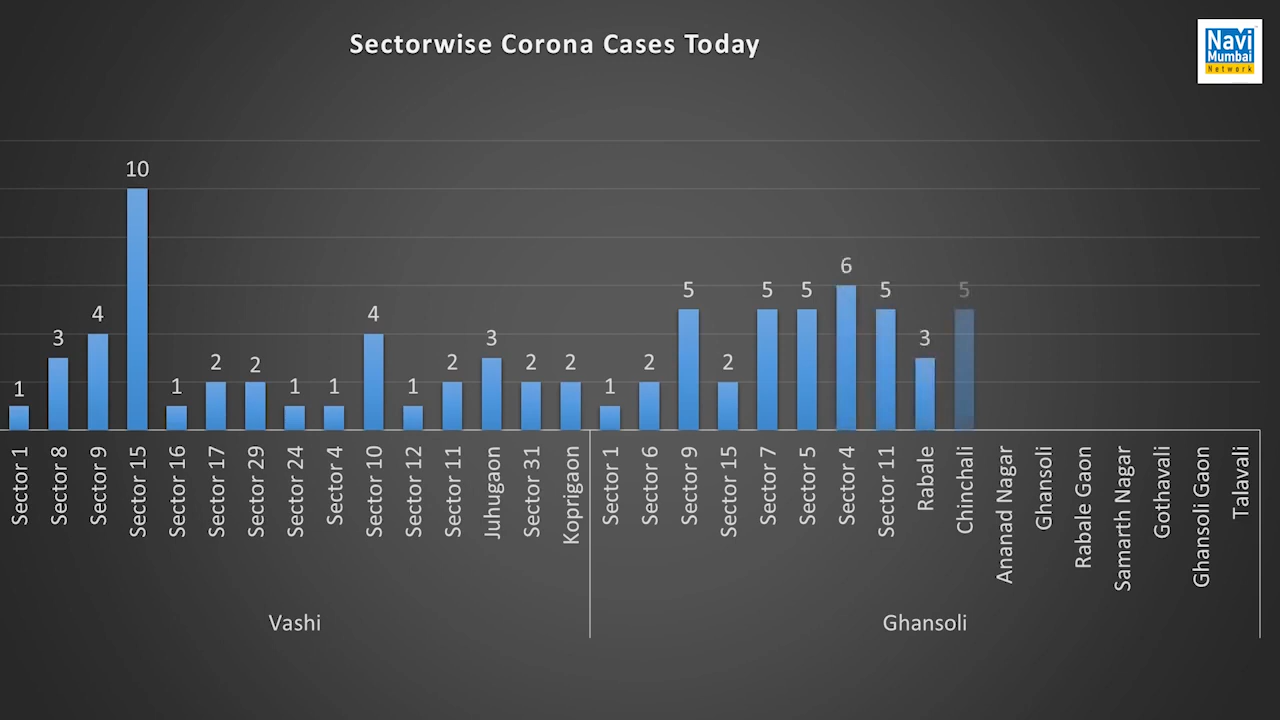 Sectorwise Corona Cases Today
Navi
Mumbai
Network
10
6
5
5
5
5
5
4
4
3
3
3
2
2
2
2
2
2
2
1
1
1
1
1
1
Sector 1
Sector 8
Sector 9
Sector 15
Sector 16
Sector 17
Sector 29
Sector 24
Sector 4
Sector 10
Sector 12
Sector 11
Juhugaon
Sector 31
Koprigaon
Sector 1
Sector 6
Sector 9
Sector 15
Sector 7
Sector 5
Sector 4
Sector 11
Rabale
Chinchali
Ananad Nagar
Ghansoli
Rabale Gaon
Samarth Nagar
Gothavali
Ghansoli Gaon
Talavali
Vashi
Ghansoli